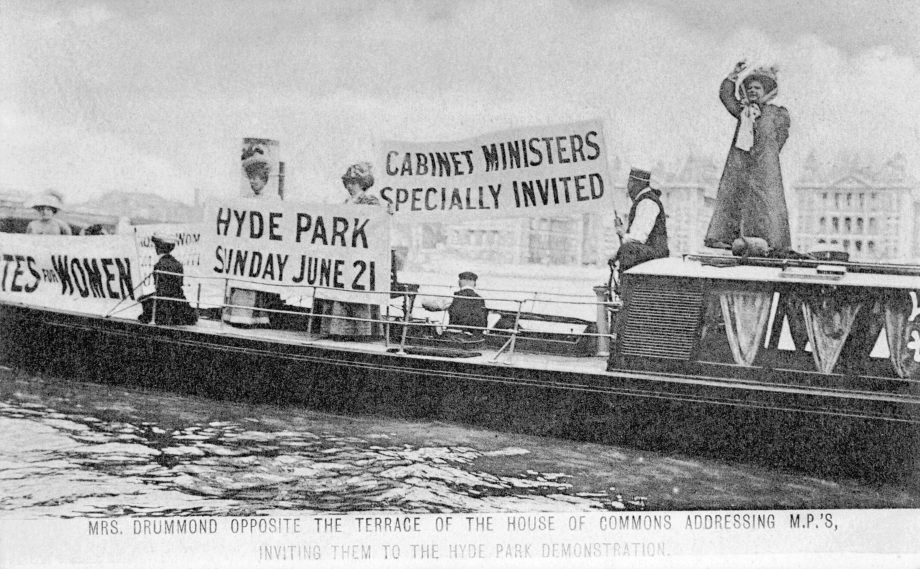 CABINET MINISTERS
SPECIALLY INVITED
HYDE PARK
SUNDAY JUNE 21
TES FOR WOMEN
MRS. DRUMMOND OPPOSITE THE TERRACE OF THE HOUSE OF COMMONS ADDRESSING M.P.'S,
INVITING THEM TO THE HYDE PARK DEMONSTRATION.